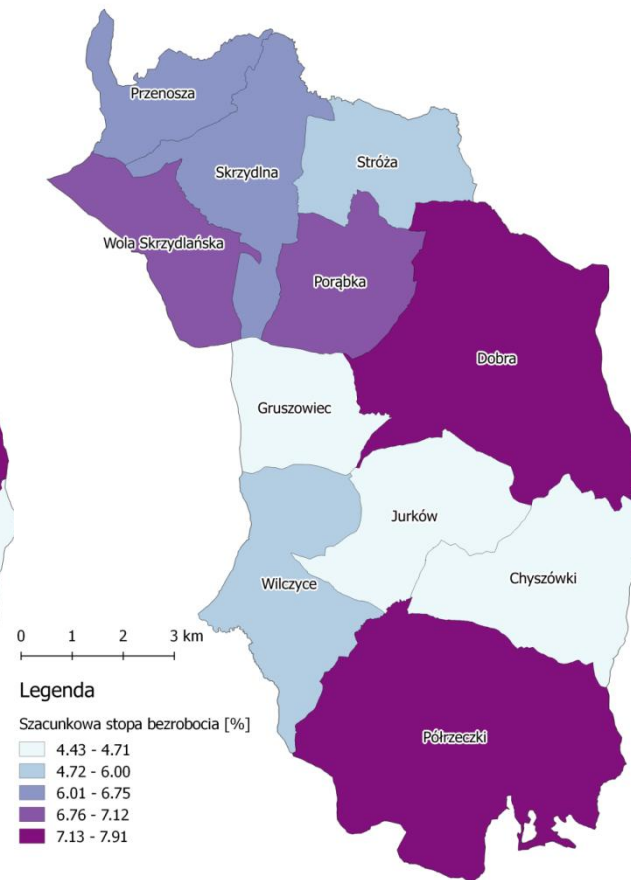 Przenosza
Skrzydlna
Stróża
Wola Skrzydlańska
Porąbka
Dobra
Gruszowiec
Jurków
Chyszówki
Wilczyce
0 1 2 3 km
Półrzeczki
Legenda
Szacunkowa stopa bezrobocia [%]
4.43 - 4.71
4.72 - 6.00
6.01 - 6.75
6.76 - 7.12
7.13 - 7.91